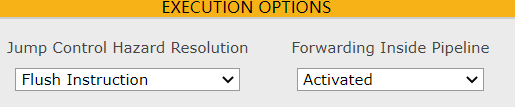 EXECUTION OPTIONS
Jump Control Hazard Resolution Forwarding Inside Pipeline
Flush Instruction Activated